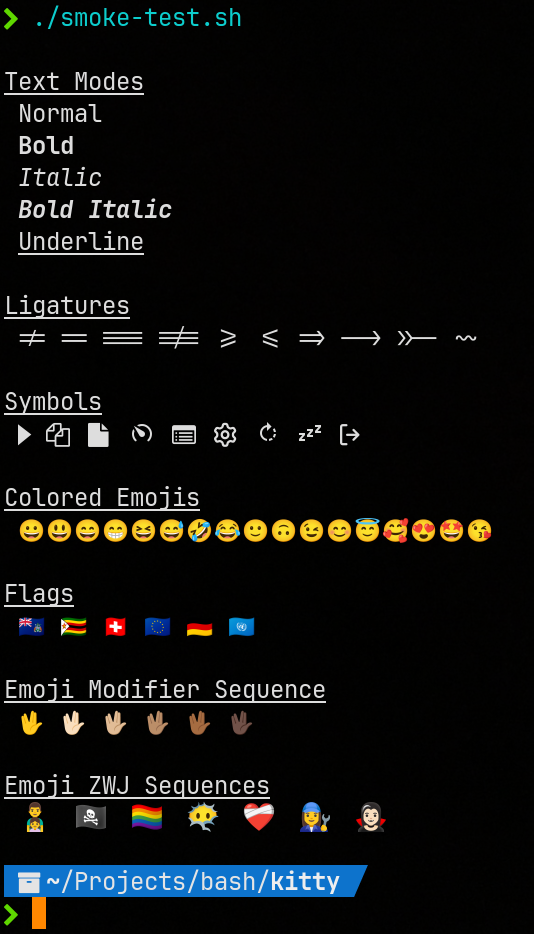 ❯ ./smoke-test.sh
Text Modes
Normal
Bold
Italic
Bold Italic
Underline
Ligatures
!= == === !== >= <= => --> >>- ~~
Symbols
Colored Emojis
😀😃😄😁😆😅🤣😂🙂🙃😉😊😇🥰😍🤩😘
Flags
🇹🇦 🇿🇼 🇨🇭 🇪🇺 🇩🇪 🇺🇳
Emoji Modifier Sequence
🖖 🖖🏻 🖖🏼 🖖🏽 🖖🏾 🖖🏿
Emoji ZWJ Sequences
👨‍🍼 🏴‍☠️ 🏳️‍🌈 😶‍🌫️ ❤️‍🩹 👩‍🔧 🧛🏻
~/Projects/bash/kitty
❯